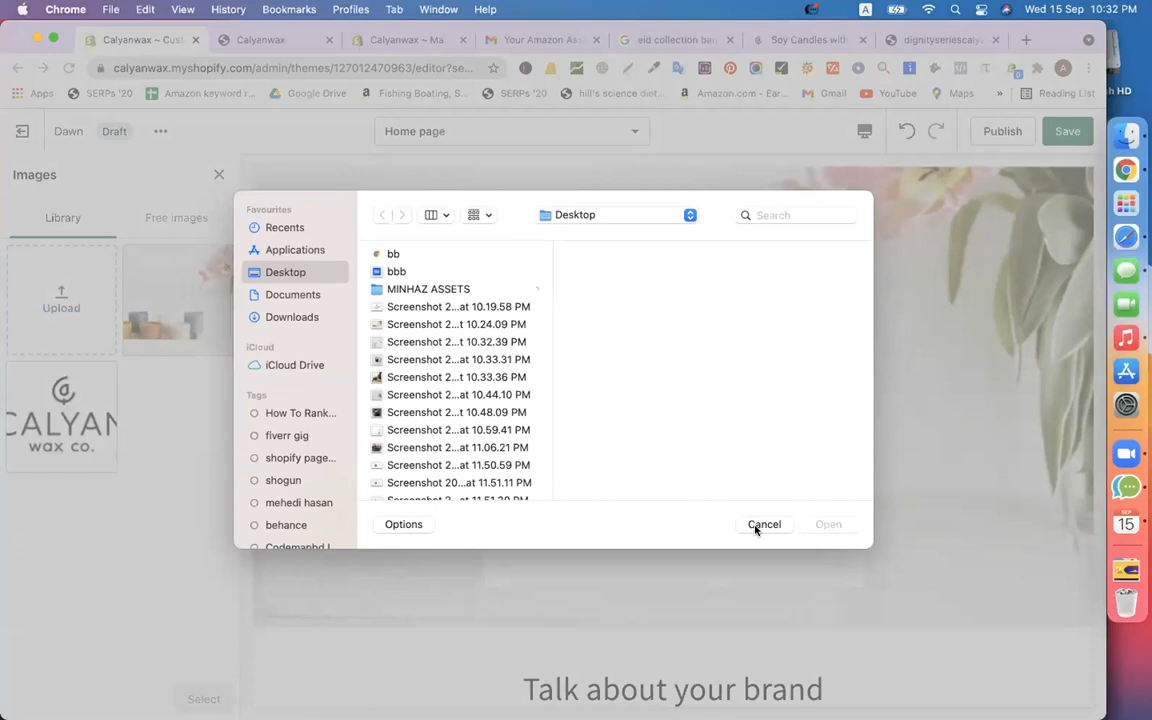 Chrome File Edit View History Bookmarks Profiles Tab Window Help A Wed 15 Sep 10:32 PM
Calyanwax ~ Cust Calyanwax Calyanwax ~ Ma Your Amazon Ass eid collection ban Soy Candles with dignityseriescaly
calyanwax.myshopify.com/admin/themes/127012470963/editor?se... A
Apps SERPs '20 Amazon keyword r... Google Drive Fishing Boating, S... SERPs '20 hill's science diet... Amazon.com - Ear... Gmail YouTube Maps » Reading List
Dawn Draft Home page Publish Save
Images
Library Free images
Upload
CALYAN
wax co.
Select
Favourites
Recents
Applications
Desktop
Documents
Downloads
iCloud
iCloud Drive
Tags
How To Rank...
fiverr gig
shopify page...
shogun
mehedi hasan
behance
Desktop Search
bb
bbb
MINHAZ ASSETS
Screenshot 2...at 10.19.58 PM
Screenshot 2...t 10.24.09 PM
Screenshot 2...t 10.32.39 PM
Screenshot 2...at 10.33.31 PM
Screenshot 2...t 10.33.36 PM
Screenshot 2...at 10.44.10 PM
Screenshot 2...t 10.48.09 PM
Screenshot 2...at 10.59.41 PM
Screenshot 2...at 11.06.21 PM
Screenshot 2...at 11.50.59 PM
Screenshot 20...at 11.51.11 PM
Options Cancel Open
Talk about your brand
SEP
15